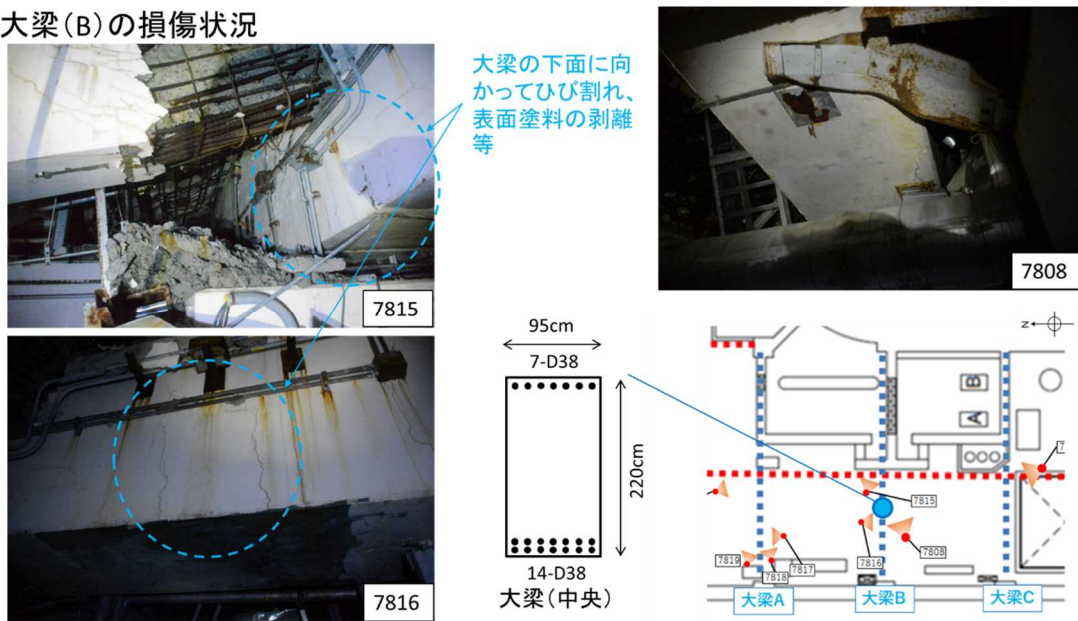 大梁(B)の損傷状況
大梁の下面に向
かってひび割れ、
表面塗料の剥離
等
7815
7808
7816
95cm
7-D38
220cm
14-D38
大梁(中央)
N
B
A
7
7815
7819
7818
7817
7816
7808
大梁A
大梁B
大梁C